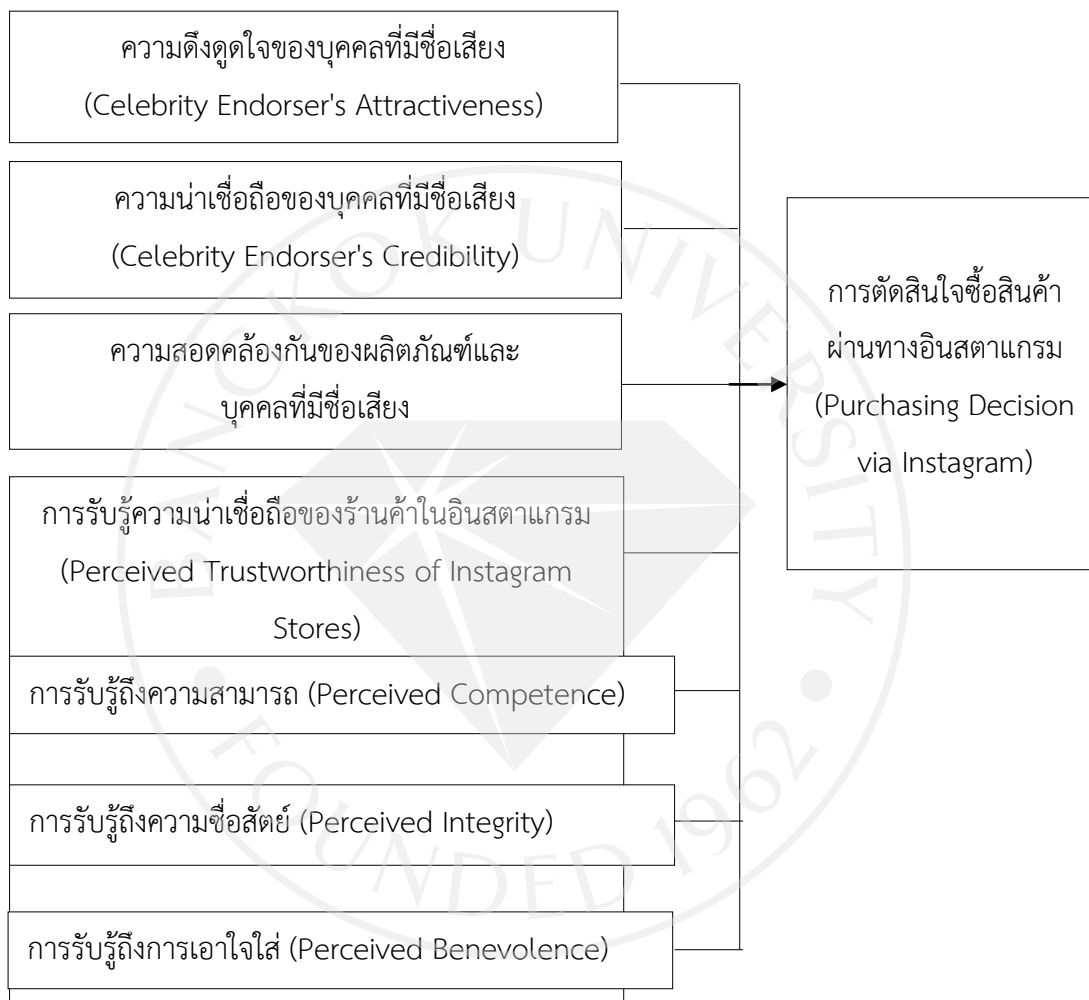 ความดึงดูดใจของบุคคลที่มีชื่อเสียง
(Celebrity Endorser's Attractiveness)
ความน่าเชื่อถือของบุคคลที่มีชื่อเสียง
(Celebrity Endorser's Credibility)
ความสอดคล้องกันของผลิตภัณฑ์และ
บุคคลที่มีชื่อเสียง
การรับรู้ความน่าเชื่อถือของร้านค้าในอินสตาแกรม
(Perceived Trustworthiness of Instagram
Stores)
การรับรู้ถึงความสามารถ (Perceived Competence)
การรับรู้ถึงความซื่อสัตย์ (Perceived Integrity)
การรับรู้ถึงการเอาใจใส่ (Perceived Benevolence)
การตัดสินใจซื้อสินค้า
ผ่านทางอินสตาแกรม
(Purchasing Decision
via Instagram)
BANGKOK UNIVERSITY
FOUNDED 1962